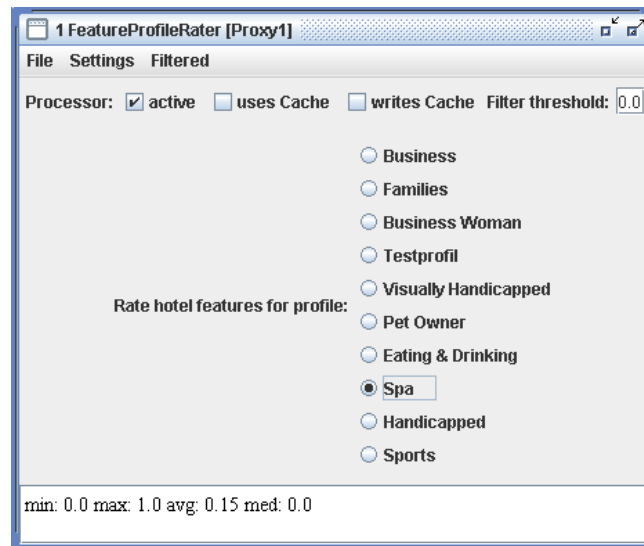 1 FeatureProfileRater [Proxy1]
File Settings Filtered
Processor: active uses Cache writes Cache Filter threshold: 0.0
Business
Families
Business Woman
Testprofil
Visually Handicapped
Rate hotel features for profile:
Pet Owner
Eating & Drinking
Spa
Handicapped
Sports
min: 0.0 max: 1.0 avg: 0.15 med: 0.0